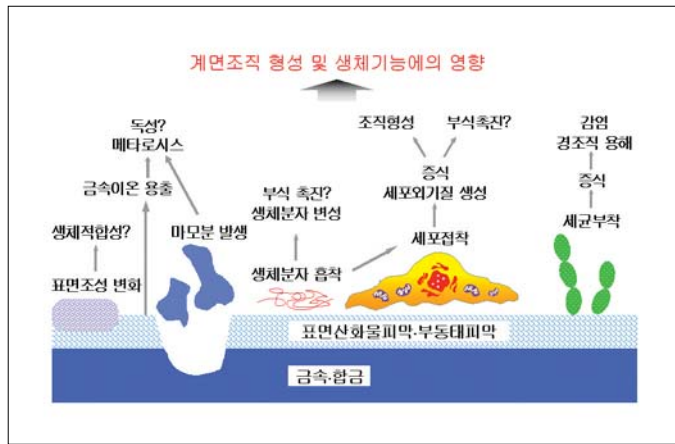 계면조직 형성 및 생체기능에의 영향
독성?
메타로시스
금속이온 용출
생체적합성?
표면조성 변화
마모분 발생
부식 촉진?
생체분자 변성
생체분자 흡착
조직형성
부식촉진?
증식
세포외기질 생성
세포접착
감염
경조직 용해
증식
세균부착
표면산화물피막·부동태피막
금속·합금